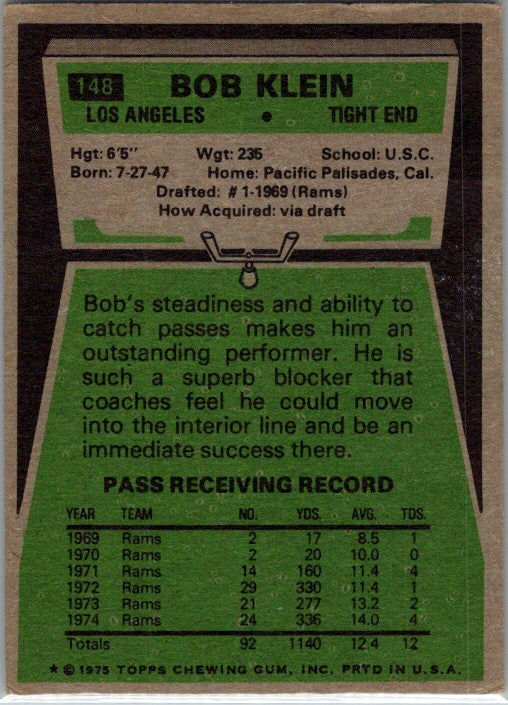 148 BOB KLEIN
LOS ANGELES • TIGHT END
Hgt: 6'5" Wgt: 235 School: U.S.C.
Born: 7-27-47 Home: Pacific Palisades, Cal.
Drafted: #1-1969 (Rams)
How Acquired: via draft
Bob's steadiness and ability to
catch passes makes him an
outstanding performer. He is
such a superb blocker that
coaches feel he could move
into the interior line and be an
immediate success there.
PASS RECEIVING RECORD
YEAR TEAM NO. YDS. AVG. TDS.
1969 Rams 2 17 8.5 1
1970 Rams 2 20 10.0 0
1971 Rams 14 160 11.4 4
1972 Rams 29 330 11.4 1
1973 Rams 21 277 13.2 2
1974 Rams 24 336 14.0 4
Totals 92 1140 12.4 12
* © 1975 TOPPS CHEWING GUM, INC. PRTD IN U.S.A.